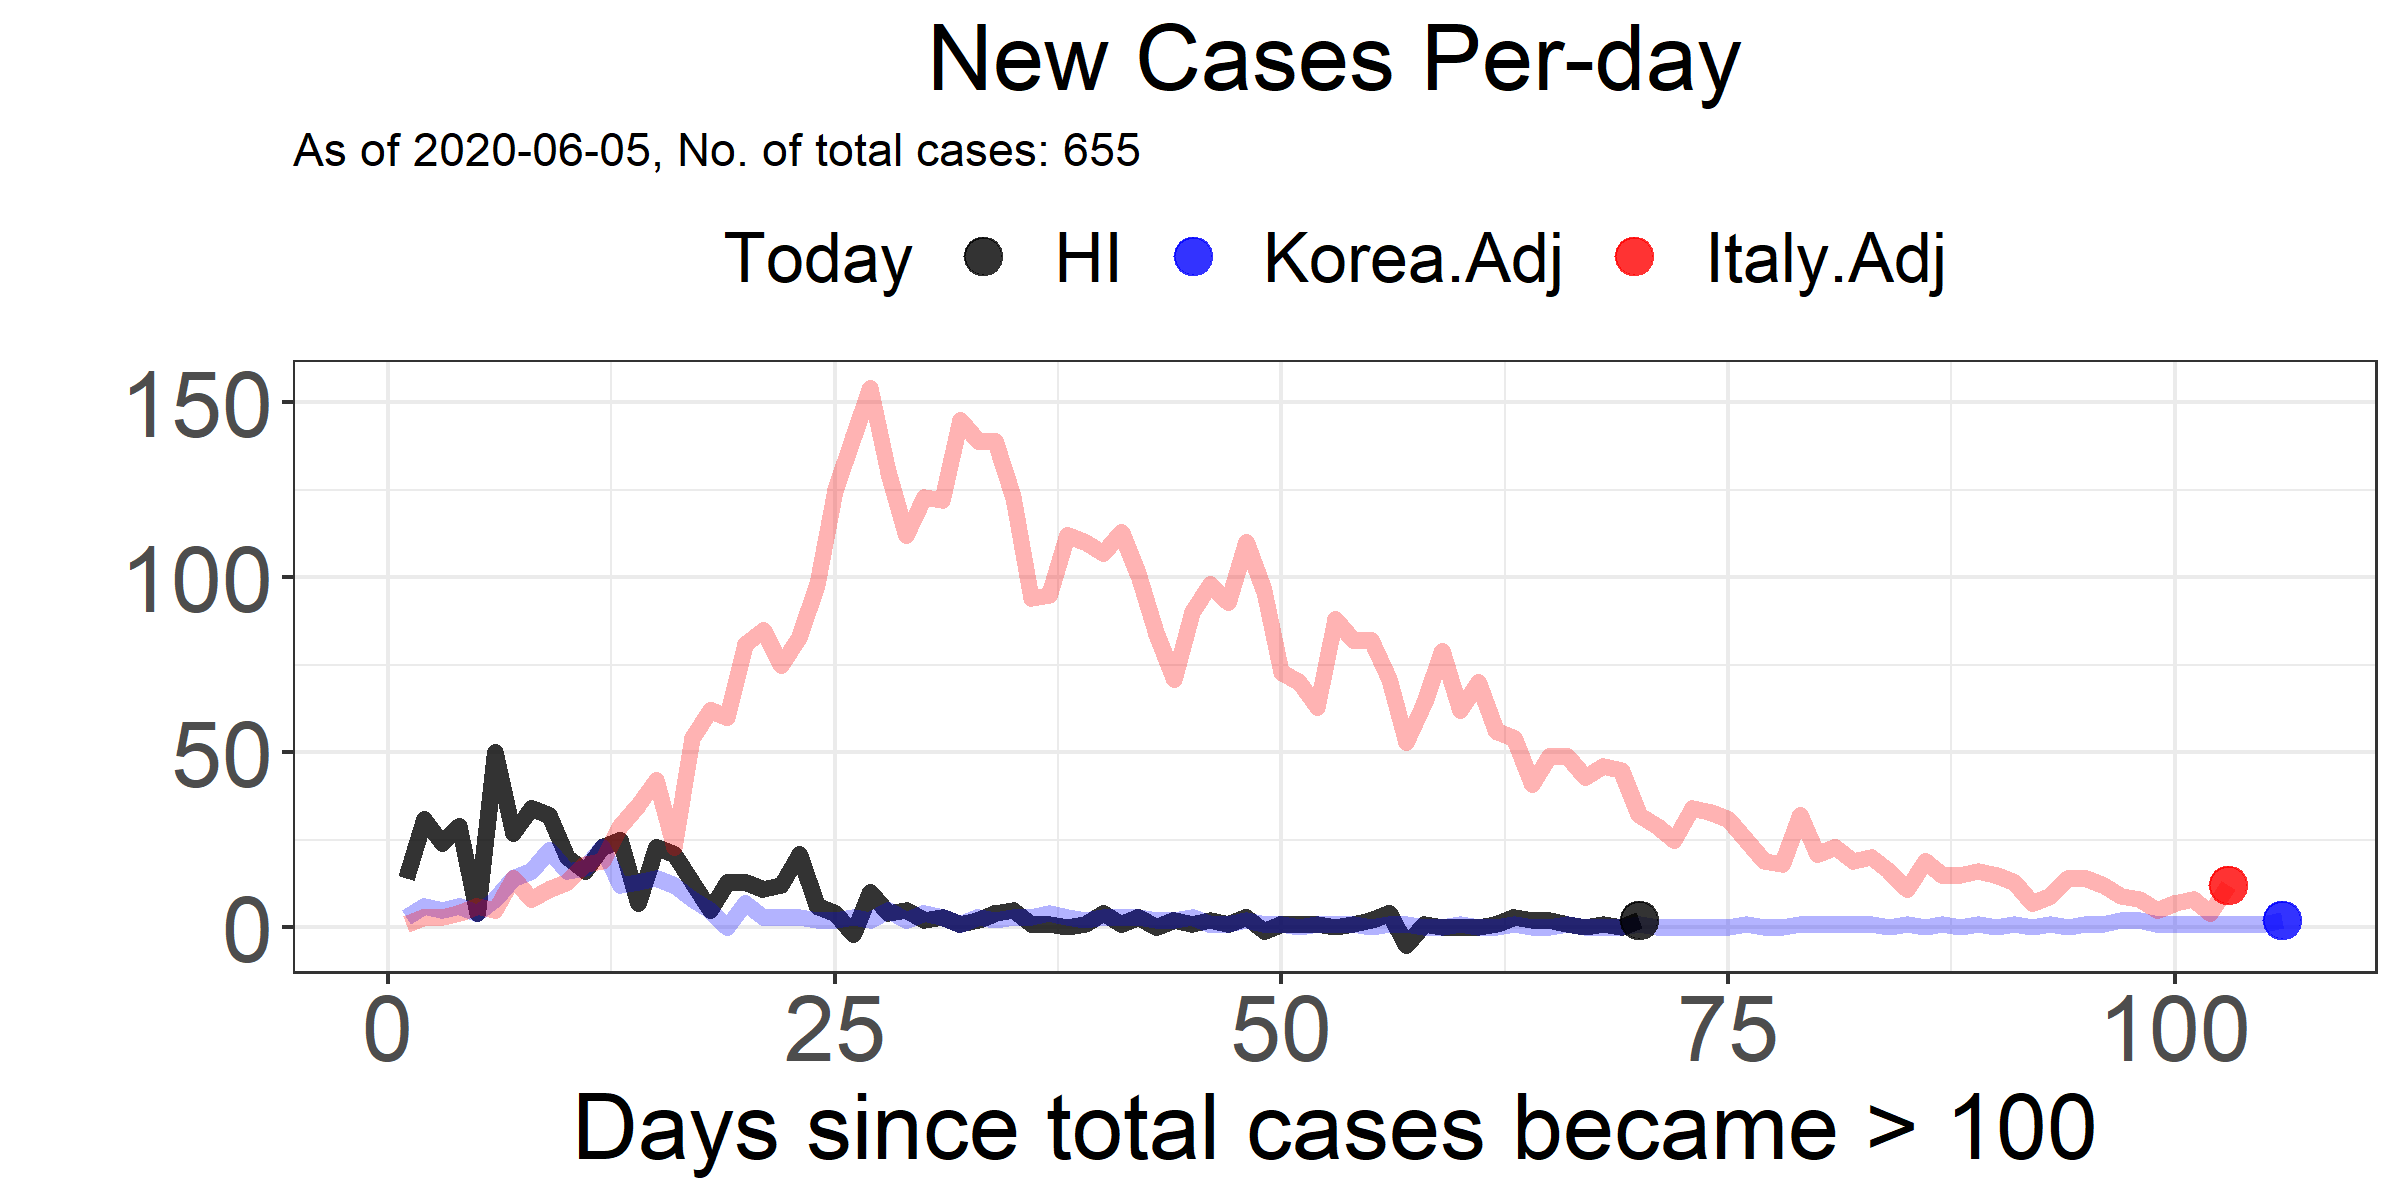 New Cases Per-day
As of 2020-06-05, No. of total cases: 655
Today HI Korea.Adj Italy.Adj
150
100
50
0
0 25 50 75 100
Days since total cases became > 100